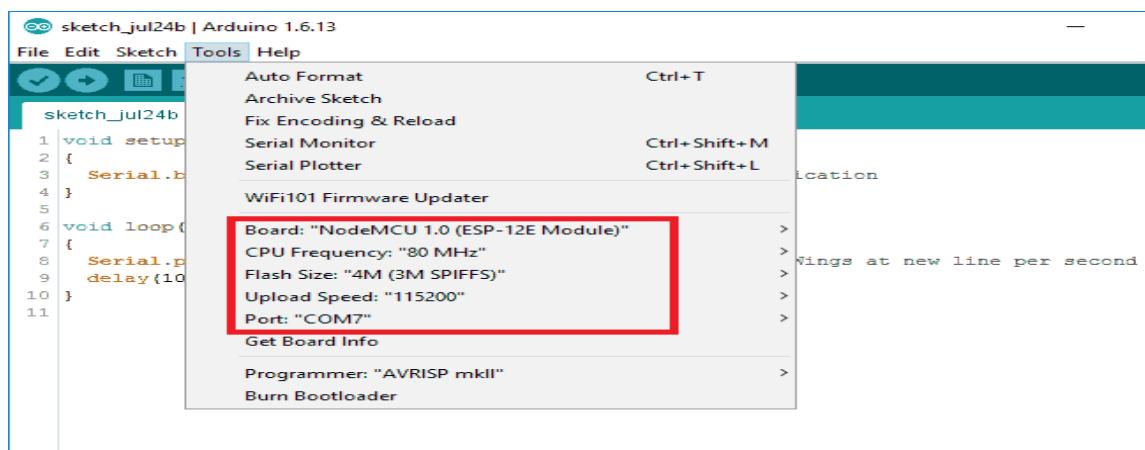 sketch_jul24b | Arduino 1.6.13
File Edit Sketch Tools Help
Auto Format Ctrl+T
Archive Sketch
sketch_jul24b
Fix Encoding & Reload
1 void setup
Serial Monitor Ctrl+Shift+M
2 {
Serial Plotter Ctrl+Shift+L
3 Serial.b ication
4 }
WiFi101 Firmware Updater
5
6 void loop(
Board: "NodeMCU 1.0 (ESP-12E Module)" >
7 {
CPU Frequency: "80 MHz" >
8 Serial.p Wings at new line per second
Flash Size: "4M (3M SPIFFS)" >
9 delay(10
Upload Speed: "115200" >
10 }
11
Port: "COM7" >
Get Board Info
Programmer: "AVRISP mkII" >
Burn Bootloader